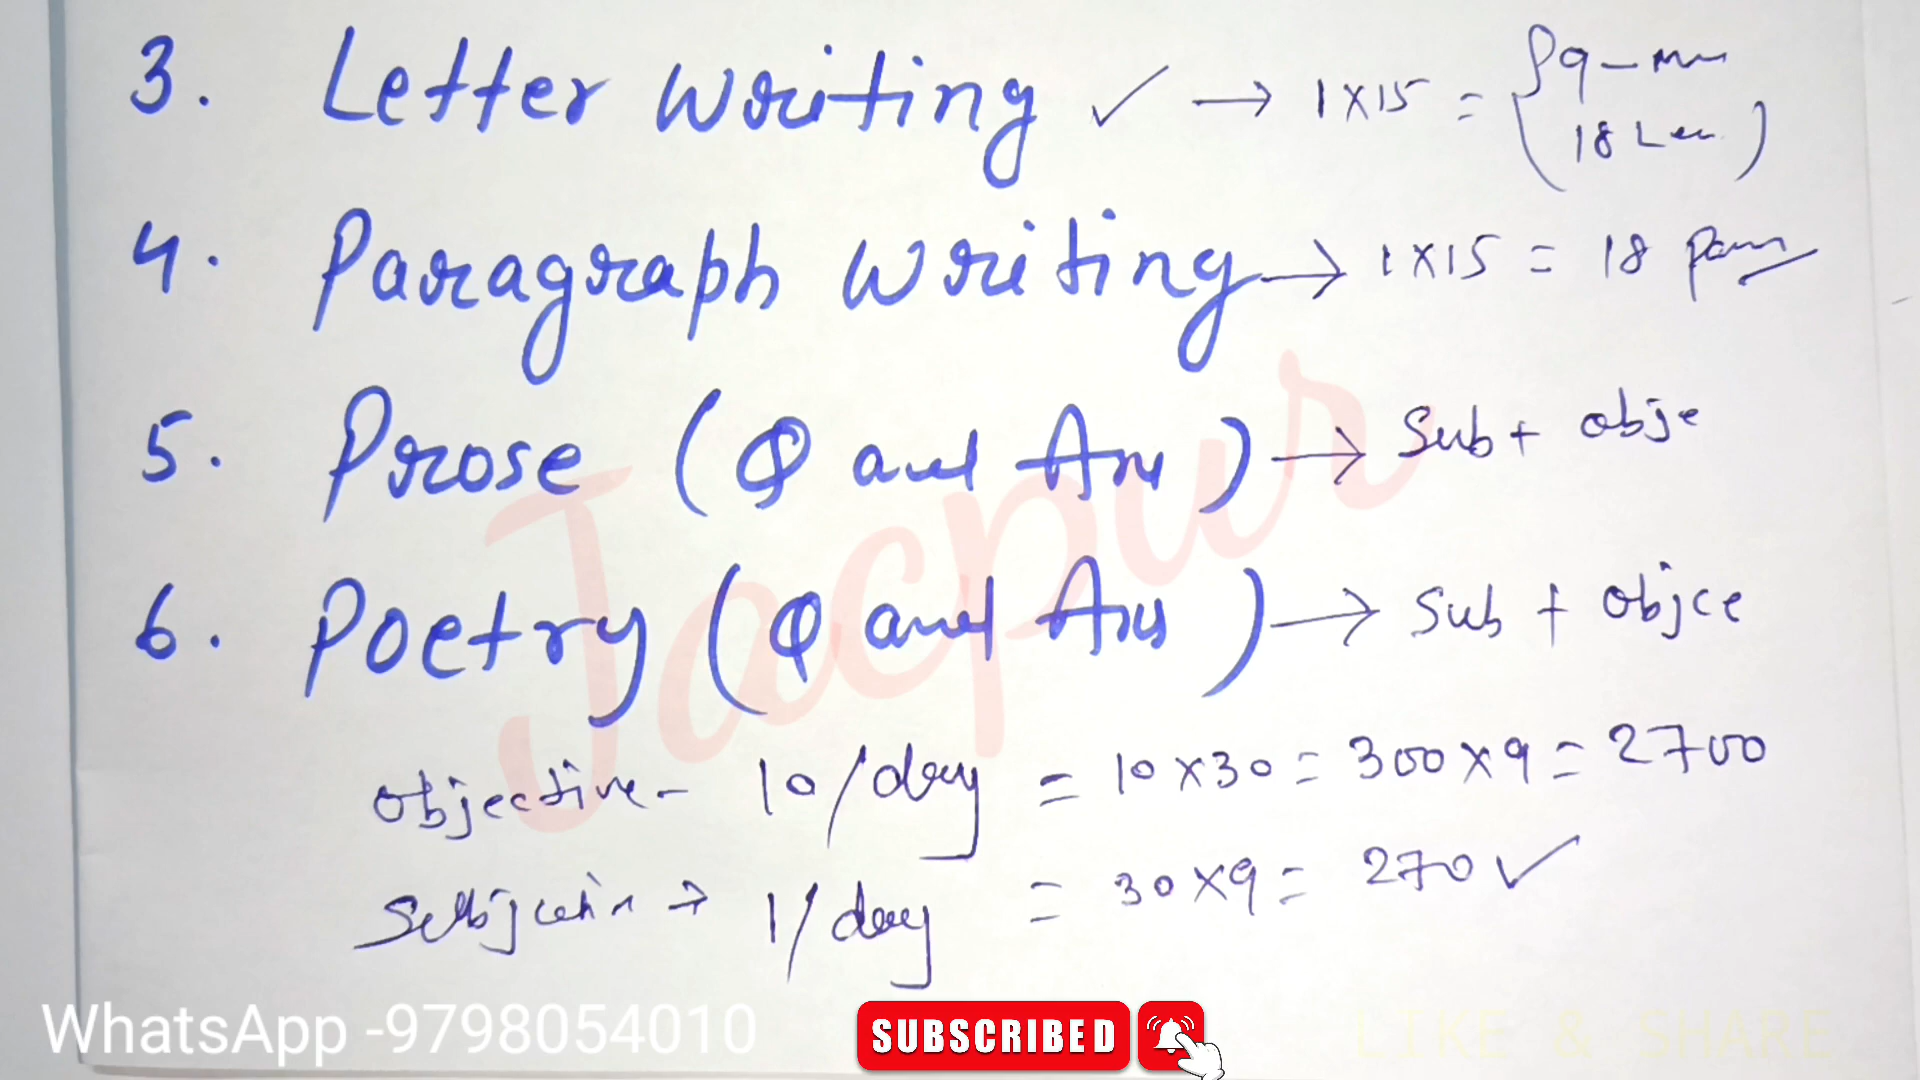 3. Letter Writing ✓ → 1×15 = {9 -
18 Lec )
4. Paragraph Writing → 1×15 = 18 para
5. Prose (Q and Ans) → Sub + obje
6. Poetry (Q and Ans) → Sub + objce
Jacpur
Objective - 10/day = 10×30 = 300×9 = 2700
→ 1/day = 30×9 = 270 ✓
WhatsApp -9798054010
SUBSCRIBED
LIKE & SHARE